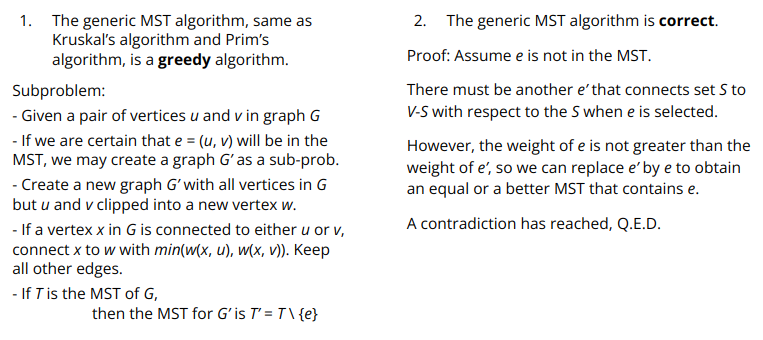 1. The generic MST algorithm, same as
Kruskal's algorithm and Prim's
algorithm, is a greedy algorithm.
Subproblem:
- Given a pair of vertices u and v in graph G
- If we are certain that e = (u, v) will be in the
MST, we may create a graph G' as a sub-prob.
- Create a new graph G' with all vertices in G
but u and v clipped into a new vertex w.
- If a vertex x in G is connected to either u or v,
connect x to w with min(w(x, u), w(x, v)). Keep
all other edges.
- If T is the MST of G,
then the MST for G' is T' = T \ {e}
2. The generic MST algorithm is correct.
Proof: Assume e is not in the MST.
There must be another e' that connects set S to
V-S with respect to the S when e is selected.
However, the weight of e is not greater than the
weight of e', so we can replace e' by e to obtain
an equal or a better MST that contains e.
A contradiction has reached, Q.E.D.